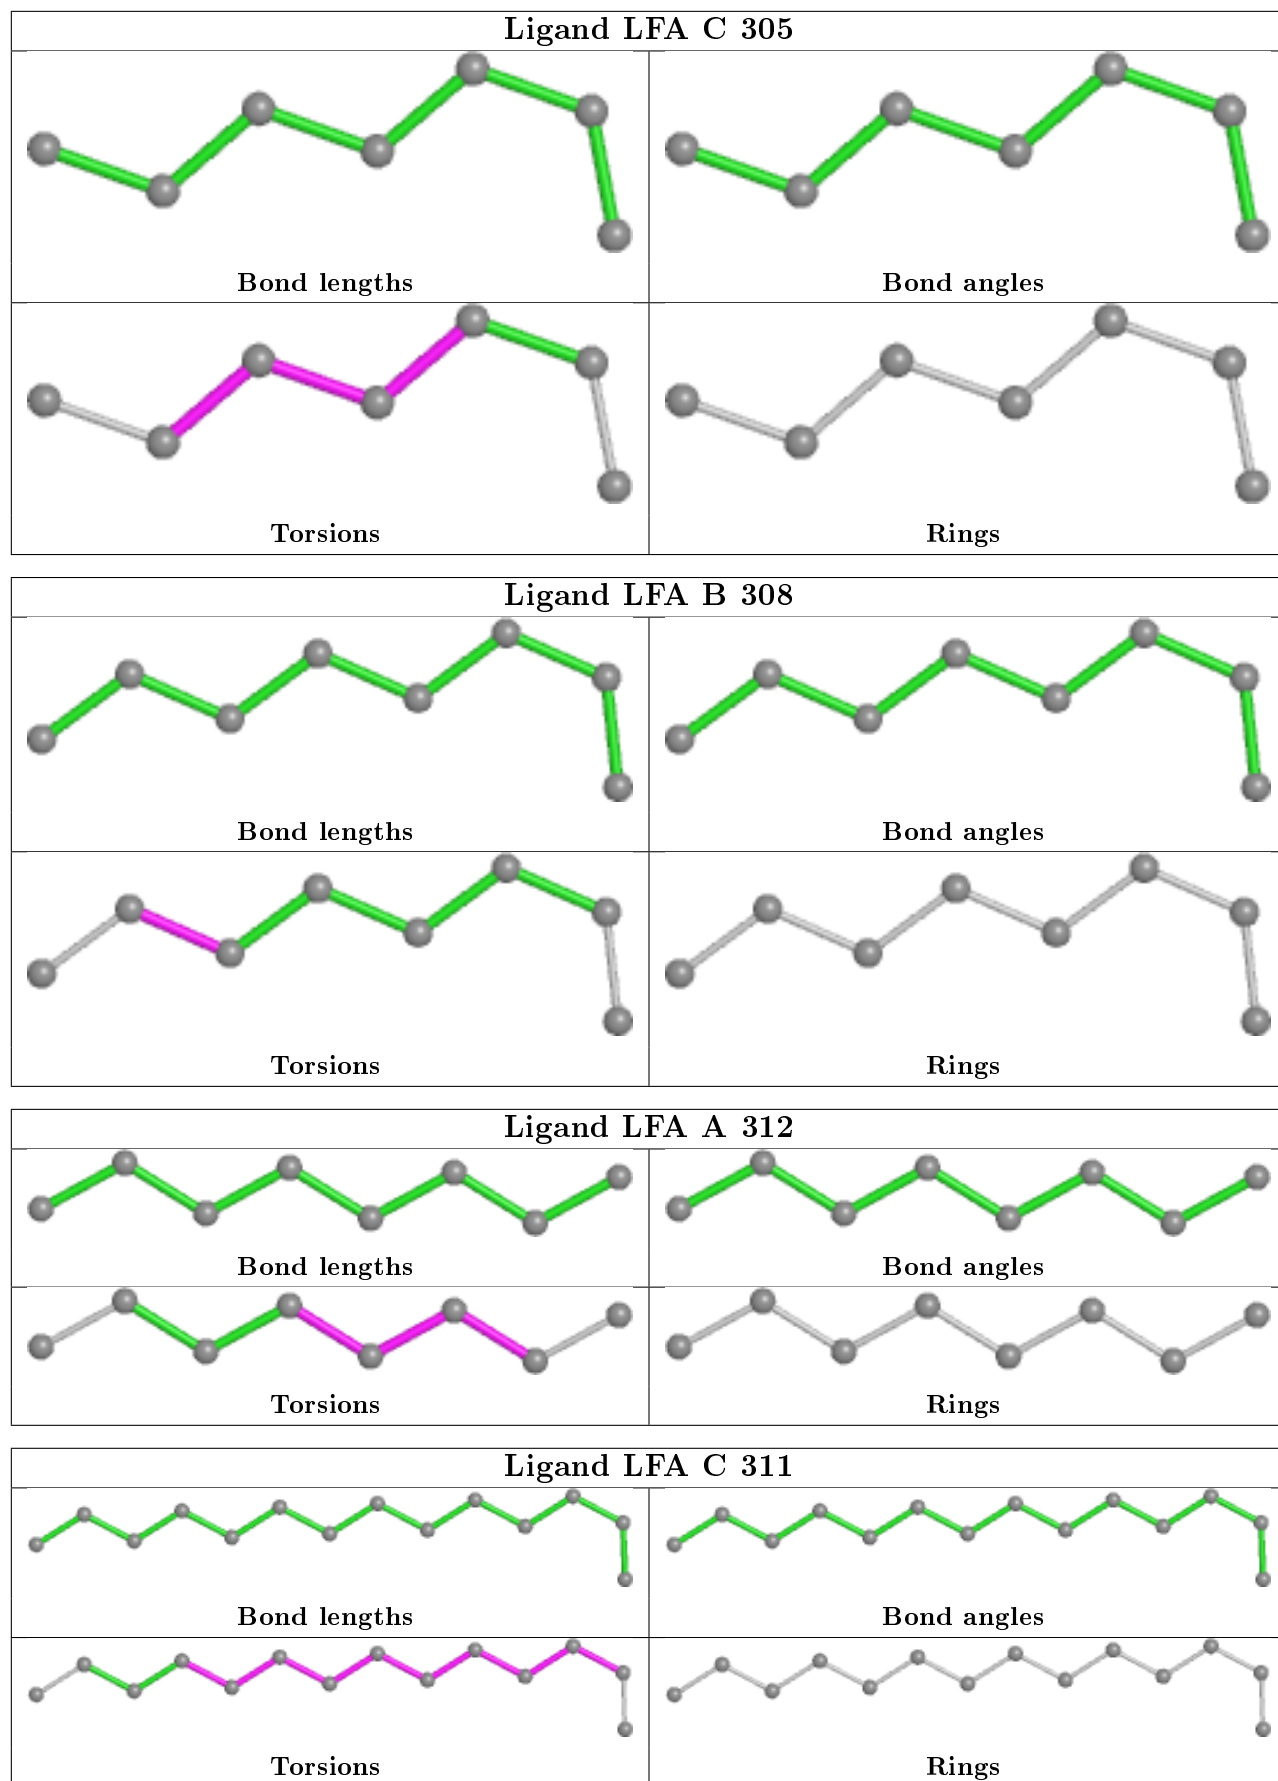 Ligand LFA C 305
Bond lengths
Bond angles
Torsions
Rings
Ligand LFA B 308
Bond lengths
Bond angles
Torsions
Rings
Ligand LFA A 312
Bond lengths
Bond angles
Torsions
Rings
Ligand LFA C 311
Bond lengths
Bond angles
Torsions
Rings